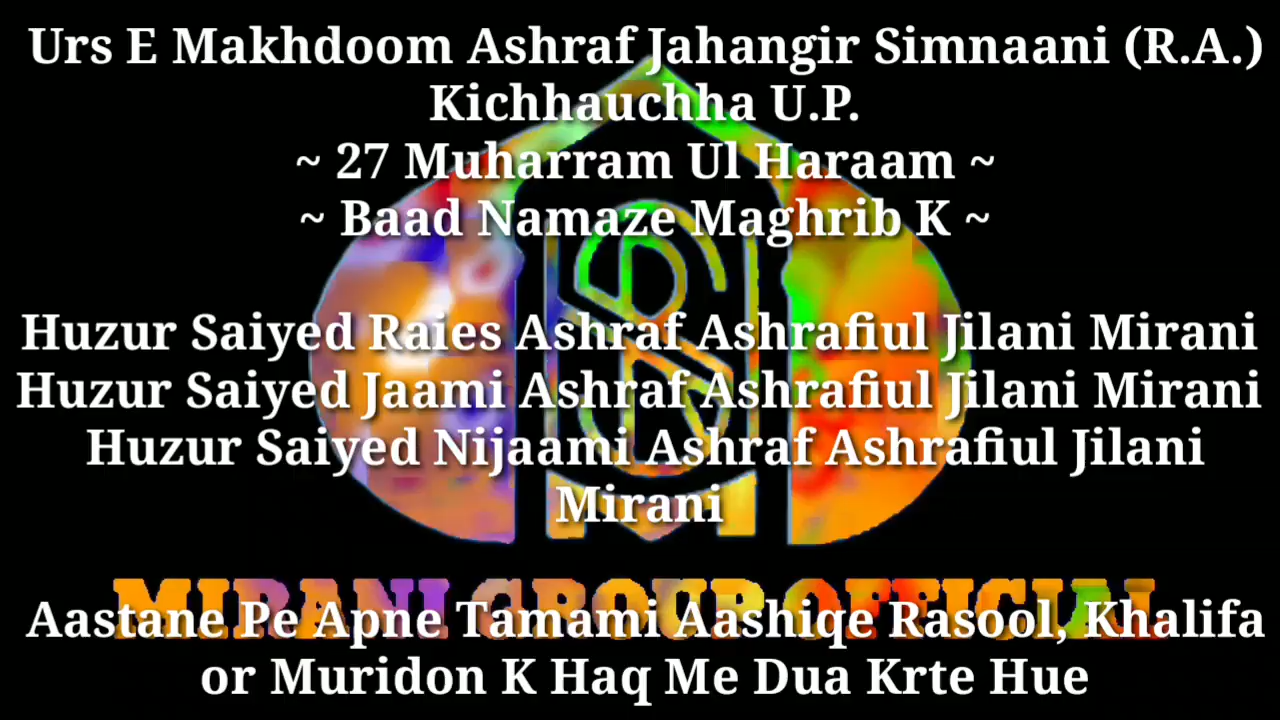 Urs E Makhdoom Ashraf Jahangir Simnaani (R.A.)
Kichhauchha U.P.
~ 27 Muharram Ul Haraam ~
~ Baad Namaze Maghrib K ~
Huzur Saiyed Raies Ashraf Ashrafiul Jilani Mirani
Huzur Saiyed Jaami Ashraf Ashrafiul Jilani Mirani
Huzur Saiyed Nijaami Ashraf Ashrafiul Jilani
Mirani
MIRANI GROUP OFFICIAL
Aastane Pe Apne Tamami Aashiqe Rasool, Khalifa
or Muridon K Haq Me Dua Krte Hue